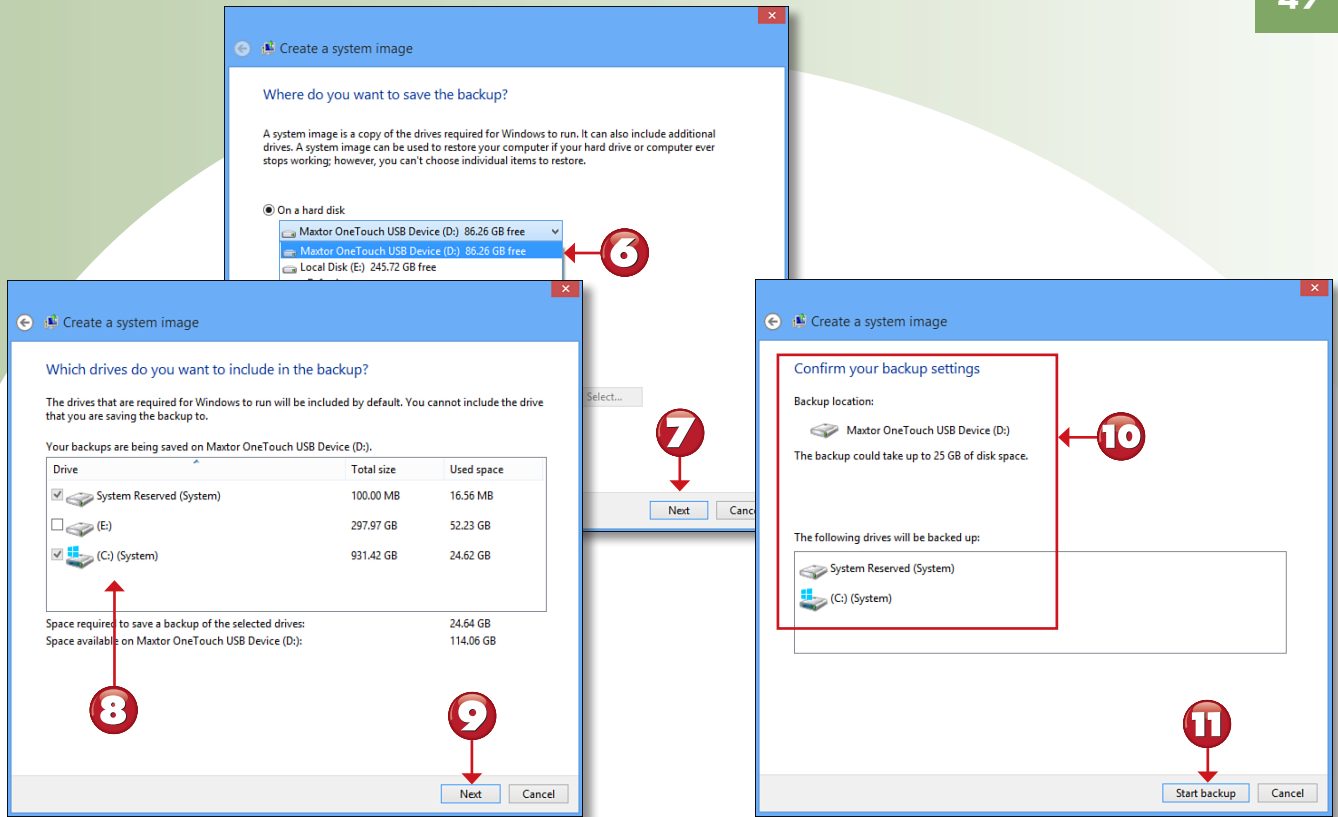 Create a system image
Where do you want to save the backup?
A system image is a copy of the drives required for Windows to run. It can also include additional
drives. A system image can be used to restore your computer if your hard drive or computer ever
stops working; however, you can't choose individual items to restore.
On a hard disk
Maxtor OneTouch USB Device (D:) 86.26 GB free
Maxtor OneTouch USB Device (D:) 86.26 GB free
Local Disk (E:) 245.72 GB free
6
Select...
7
Next
Create a system image
Which drives do you want to include in the backup?
The drives that are required for Windows to run will be included by default. You cannot include the drive
that you are saving the backup to.
Your backups are being saved on Maxtor OneTouch USB Device (D:).
Drive Total size Used space
System Reserved (System) 100.00 MB 16.56 MB
(E:) 297.97 GB 52.23 GB
(C:) (System) 931.42 GB 24.62 GB
Space required to save a backup of the selected drives: 24.64 GB
Space available on Maxtor OneTouch USB Device (D:): 114.06 GB
8
9
Next Cancel
Create a system image
Confirm your backup settings
Backup location:
Maxtor OneTouch USB Device (D:)
10
The backup could take up to 25 GB of disk space.
The following drives will be backed up:
System Reserved (System)
(C:) (System)
11
Start backup Cancel